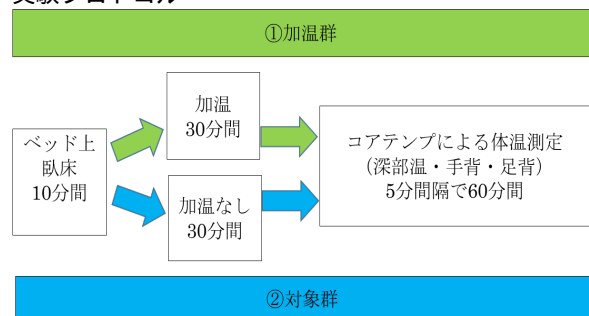 ①加温群
加温
30分間
ベッド上
臥床
10分間
加温なし
30分間
コアテンプによる体温測定
（深部温・手背・足背）
5分間隔で60分間
②対象群